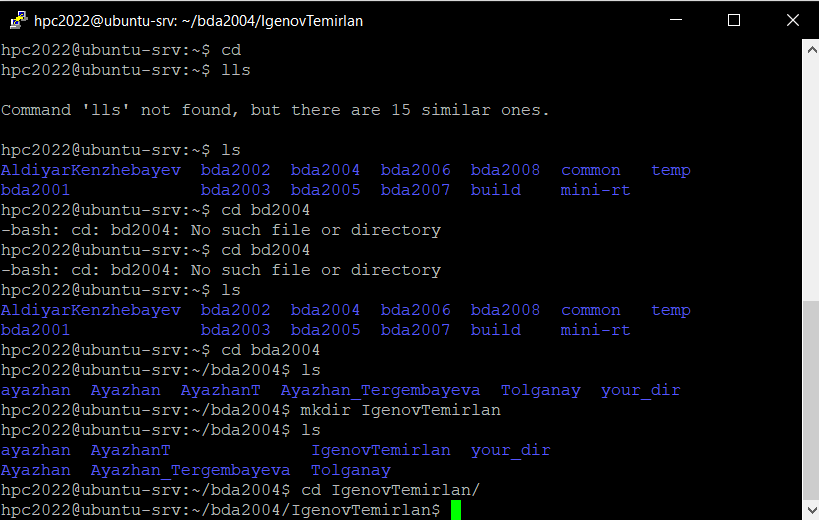 hpc2022@ubuntu-srv: ~/bda2004/IgenovTemirlan
hpc2022@ubuntu-srv:~$ cd
hpc2022@ubuntu-srv:~$ lls
Command 'lls' not found, but there are 15 similar ones.
hpc2022@ubuntu-srv:~$ ls
AldiyarKenzhebayev  bda2002  bda2004  bda2006  bda2008  common   temp
bda2001             bda2003  bda2005  bda2007  build    mini-rt
hpc2022@ubuntu-srv:~$ cd bd2004
-bash: cd: bd2004: No such file or directory
hpc2022@ubuntu-srv:~$ cd bd2004
-bash: cd: bd2004: No such file or directory
hpc2022@ubuntu-srv:~$ ls
AldiyarKenzhebayev  bda2002  bda2004  bda2006  bda2008  common   temp
bda2001             bda2003  bda2005  bda2007  build    mini-rt
hpc2022@ubuntu-srv:~$ cd bda2004
hpc2022@ubuntu-srv:~/bda2004$ ls
ayazhan  Ayazhan  AyazhanT  Ayazhan_Tergembayeva  Tolganay  your_dir
hpc2022@ubuntu-srv:~/bda2004$ mkdir IgenovTemirlan
hpc2022@ubuntu-srv:~/bda2004$ ls
ayazhan  AyazhanT              IgenovTemirlan  your_dir
Ayazhan  Ayazhan_Tergembayeva  Tolganay
hpc2022@ubuntu-srv:~/bda2004$ cd IgenovTemirlan/
hpc2022@ubuntu-srv:~/bda2004/IgenovTemirlan$